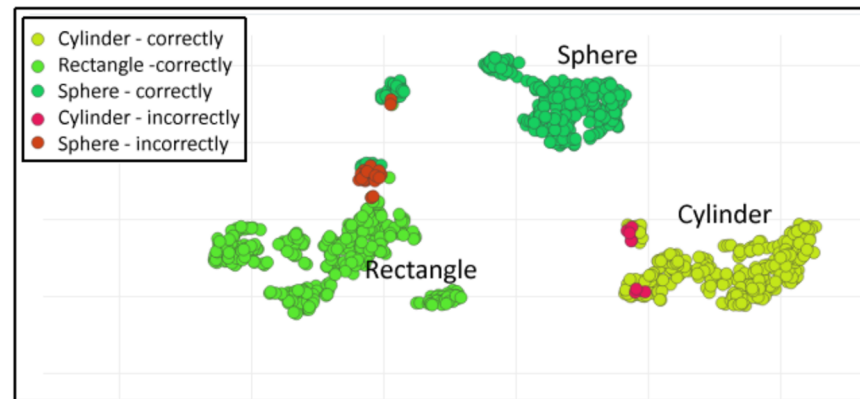 Cylinder - correctly
Rectangle -correctly
Sphere - correctly
Cylinder - incorrectly
Sphere - incorrectly
Sphere
Cylinder
Rectangle